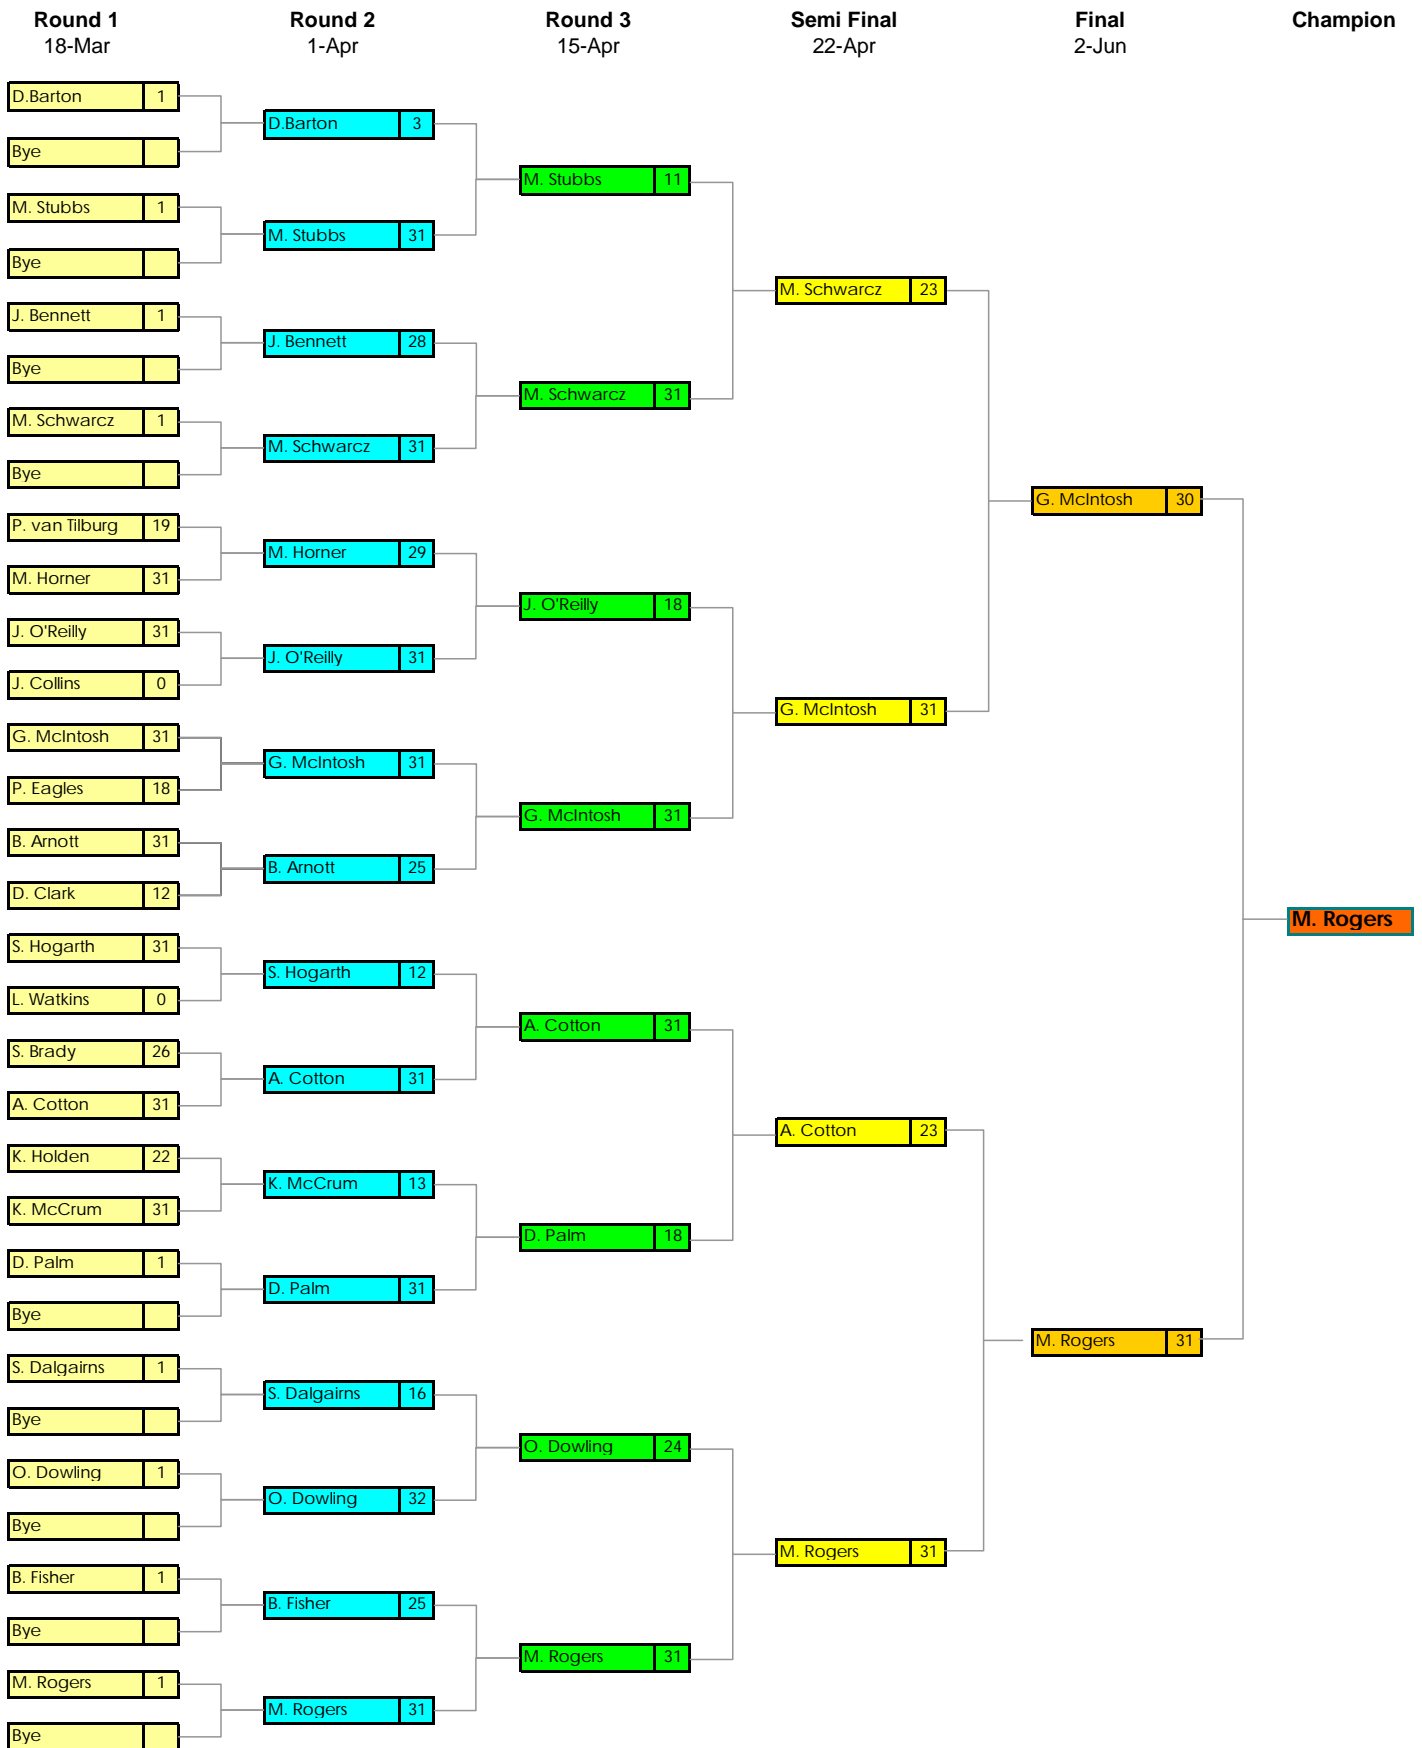 Round 1 Round 2 Round 3 Semi Final Final Champion
18-Mar 1-Apr 15-Apr 22-Apr 2-Jun
D.Barton 1
Bye
M. Stubbs 1
Bye
J. Bennett 1
Bye
M. Schwarcz 1
Bye
P. van Tilburg 19
M. Horner 31
J. O'Reilly 31
J. Collins 0
G. McIntosh 31
P. Eagles 18
B. Arnott 31
D. Clark 12
S. Hogarth 31
L. Watkins 0
S. Brady 26
A. Cotton 31
K. Holden 22
K. McCrum 31
D. Palm 1
Bye
S. Dalgairns 1
Bye
O. Dowling 1
Bye
B. Fisher 1
Bye
M. Rogers 1
Bye
D.Barton 3
M. Stubbs 31
J. Bennett 28
M. Schwarcz 31
M. Horner 29
J. O'Reilly 31
G. McIntosh 31
B. Arnott 25
S. Hogarth 12
A. Cotton 31
K. McCrum 13
D. Palm 31
S. Dalgairns 16
O. Dowling 32
B. Fisher 25
M. Rogers 31
M. Stubbs 11
M. Schwarcz 31
J. O'Reilly 18
G. McIntosh 31
A. Cotton 31
D. Palm 18
O. Dowling 24
M. Rogers 31
M. Schwarcz 23
G. McIntosh 31
A. Cotton 23
M. Rogers 31
G. McIntosh 30
M. Rogers 31
M. Rogers